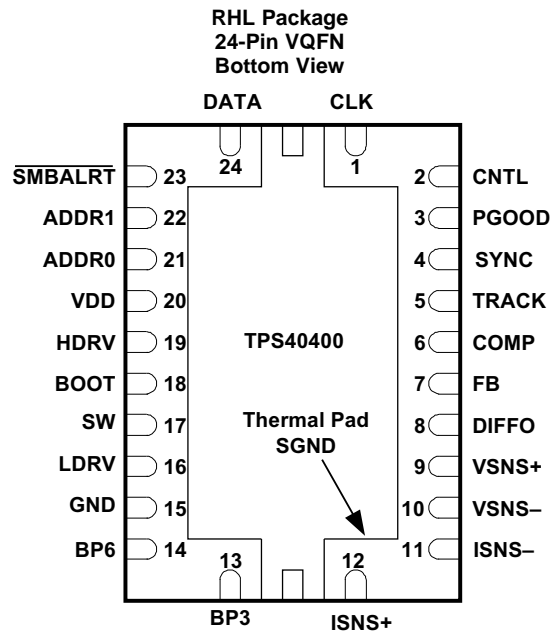 RHL Package
24-Pin VQFN
Bottom View
DATA CLK
24 1
SMBALRT 23 2 CNTL
ADDR1 22 3 PGOOD
ADDR0 21 4 SYNC
VDD 20 5 TRACK
HDRV 19 TPS40400 6 COMP
BOOT 18 7 FB
SW 17 Thermal Pad 8 DIFFO
LDRV 16 SGND 9 VSNS+
GND 15 10 VSNS–
BP6 14 13 12 11 ISNS–
BP3 ISNS+